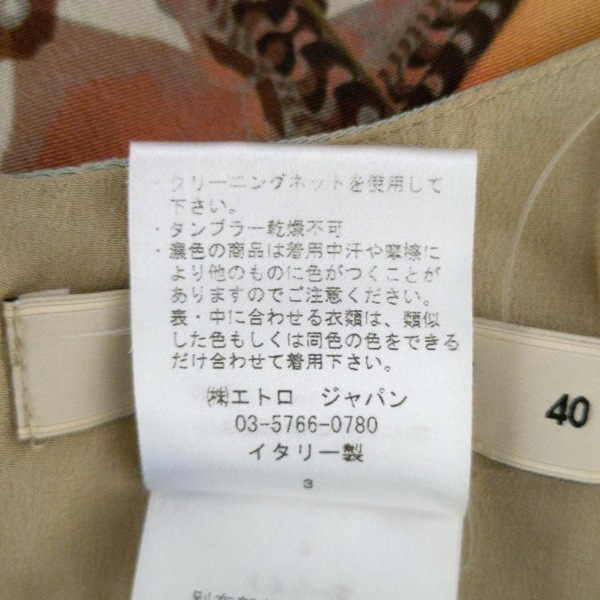 ・クリーニングネットを使用して
下さい。
・タンブラー乾燥不可
・濃色の商品は着用中汗や摩擦に
より他のものに色がつくことが
ありますのでご注意ください。
表・中に合わせる衣類は、類似
した色もしくは同色の色をできる
だけ合わせて着用下さい。
㈱エトロ ジャパン
03-5766-0780
イタリー製
3
40